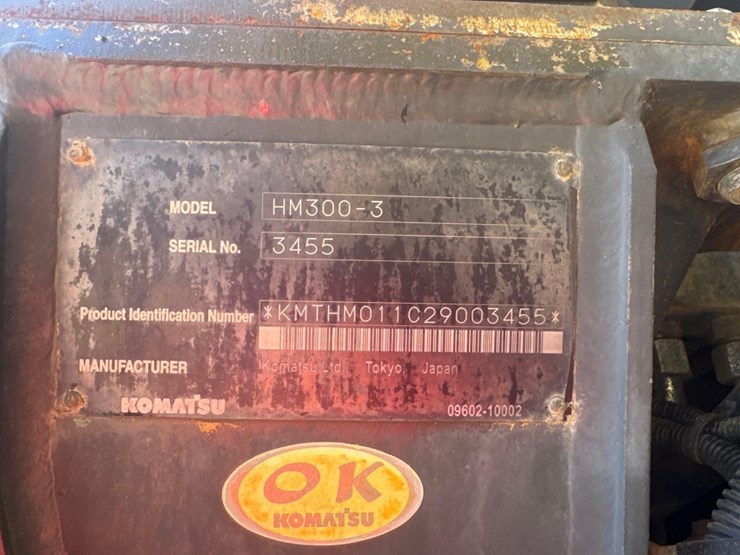 MODEL HM300-3
SERIAL No. 3455
Product Identification Number *KMTHM011C29003455*
MANUFACTURER Komatsu Ltd. Tokyo, Japan
KOMATSU 09602-10002
OK
KOMATSU